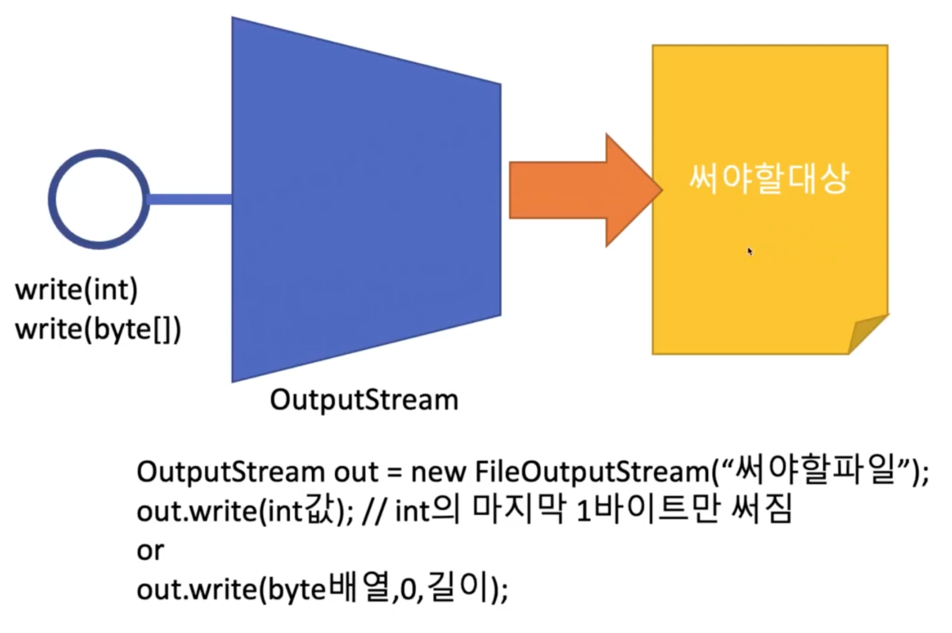 써야할대상
write(int)
write(byte[])
OutputStream
OutputStream out = new FileOutputStream(“써야할파일”);
out.write(int값); // int의 마지막 1바이트만 써짐
or
out.write(byte배열,0,길이);